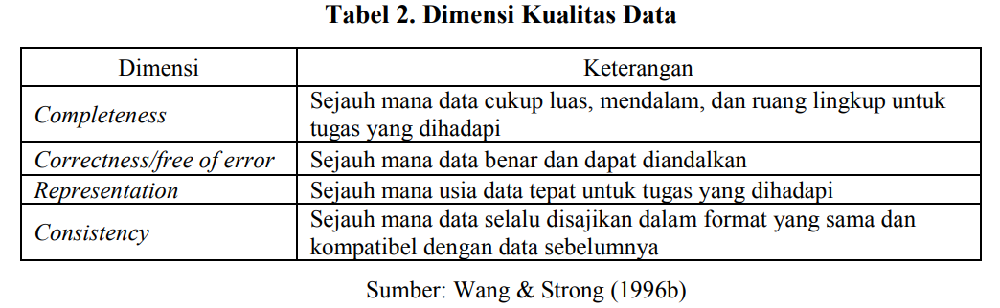 Tabel 2. Dimensi Kualitas Data
Dimensi Keterangan
Completeness Sejauh mana data cukup luas, mendalam, dan ruang lingkup untuk
tugas yang dihadapi
Correctness/free of error Sejauh mana data benar dan dapat diandalkan
Representation Sejauh mana usia data tepat untuk tugas yang dihadapi
Consistency Sejauh mana data selalu disajikan dalam format yang sama dan
kompatibel dengan data sebelumnya
Sumber: Wang & Strong (1996b)